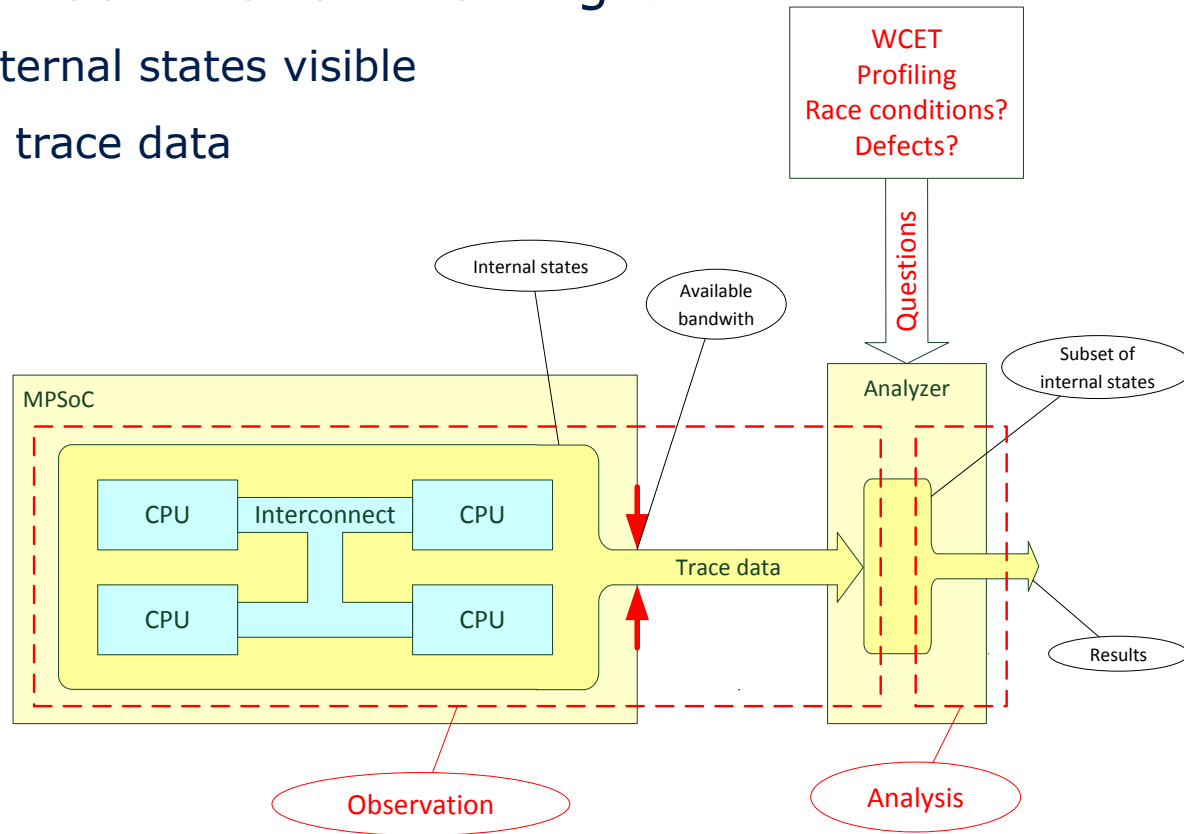 ternal states visible
trace data
WCET
Profiling
Race conditions?
Defects?
Questions
Internal states
Available
bandwith
Subset of
internal states
MPSoC
Analyzer
CPU
Interconnect
CPU
Trace data
CPU
CPU
Results
Observation
Analysis